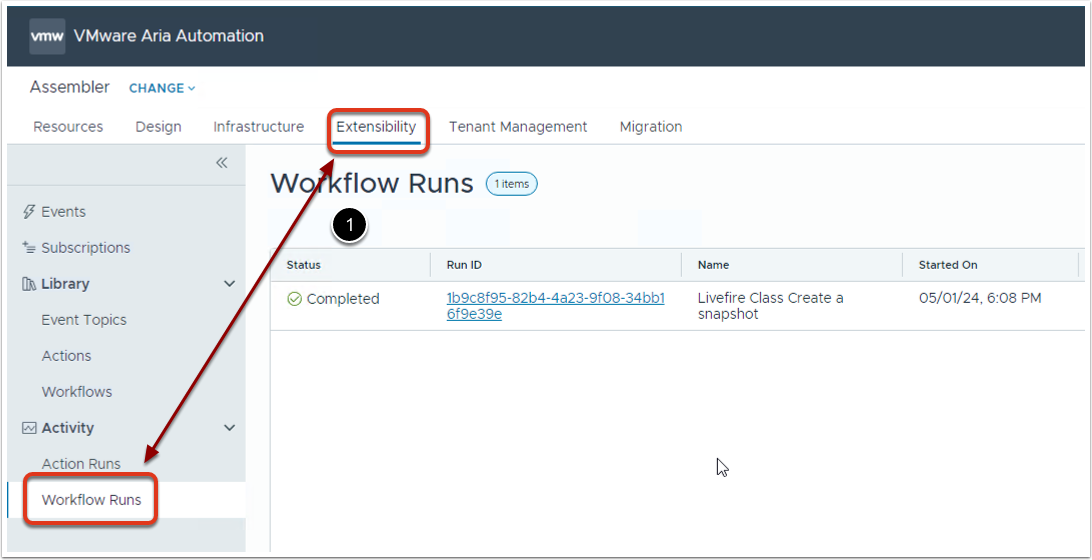 vmw VMware Aria Automation
Assembler CHANGE
Resources Design Infrastructure Extensibility Tenant Management Migration
Events
Subscriptions
Library
Event Topics
Actions
Workflows
Activity
Action Runs
Workflow Runs
Workflow Runs 1 items
1
Status Run ID Name Started On
Completed 1b9c8f95-82b4-4a23-9f08-34bb1 Livefire Class Create a 05/01/24, 6:08 PM
6f9e39e snapshot